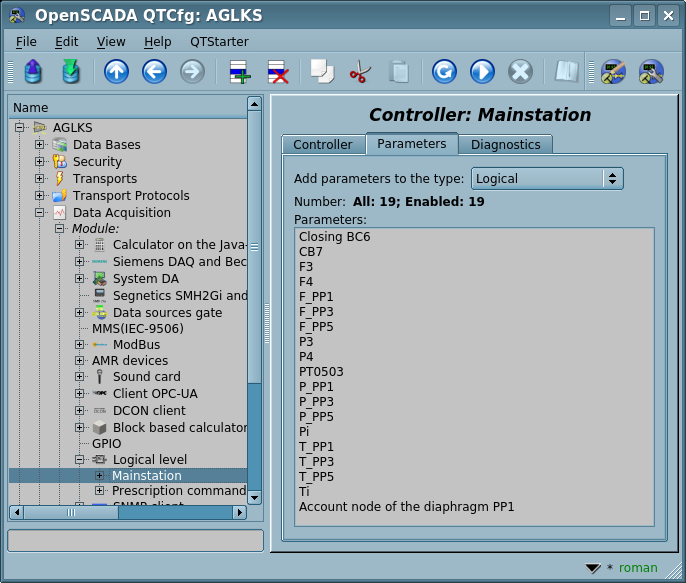 OpenSCADA QTCfg: AGLKS
File Edit View Help QTStarter
Name
AGLKS
Data Bases
Security
Transports
Transport Protocols
Data Acquisition
Module:
Calculator on the Java-
Siemens DAQ and Bec
System DA
Segnetics SMH2Gi and
Data sources gate
MMS(IEC-9506)
ModBus
AMR devices
Sound card
Client OPC-UA
DCON client
Block based calculator
GPIO
Logical level
Mainstation
Prescription command
SNMP client
Controller: Mainstation
Controller Parameters Diagnostics
Add parameters to the type: Logical
Number: All: 19; Enabled: 19
Parameters:
Closing BC6
CB7
F3
F4
F_PP1
F_PP3
F_PP5
P3
P4
PT0503
P_PP1
P_PP3
P_PP5
Pi
T_PP1
T_PP3
T_PP5
Ti
Account node of the diaphragm PP1
* roman